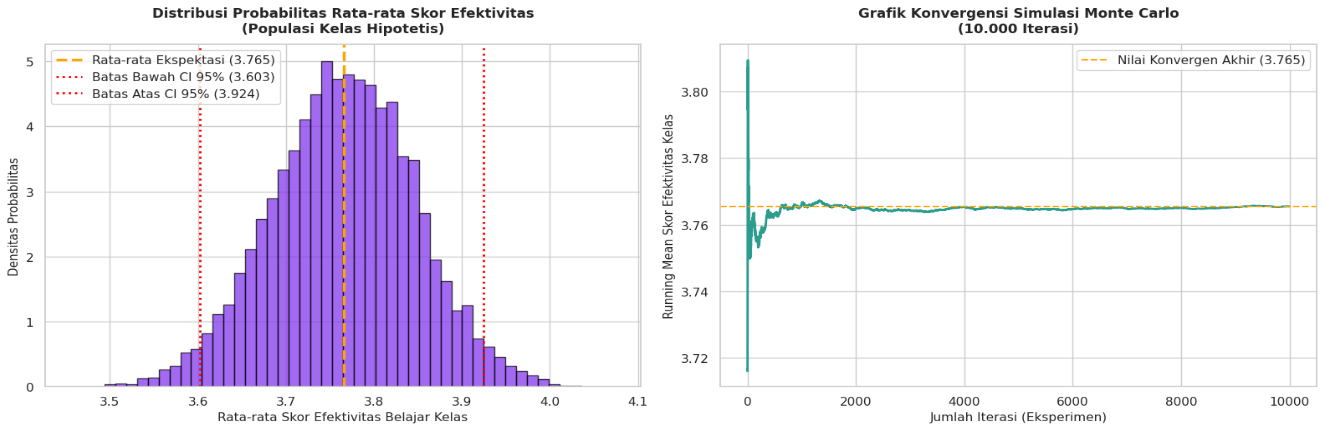 Distribusi Probabilitas Rata-rata Skor Efektivitas
(Populasi Kelas Hipotetis)
Rata-rata Ekspektasi (3.765)
Batas Bawah CI 95% (3.603)
Batas Atas CI 95% (3.924)
Densitas Probabilitas
5
4
3
2
1
0
3.5
3.6
3.7
3.8
3.9
4.0
4.1
Rata-rata Skor Efektivitas Belajar Kelas
Grafik Konvergensi Simulasi Monte Carlo
(10.000 Iterasi)
Nilai Konvergen Akhir (3.765)
Running Mean Skor Efektivitas Kelas
3.80
3.78
3.76
3.74
3.72
0
2000
4000
6000
8000
10000
Jumlah Iterasi (Eksperimen)